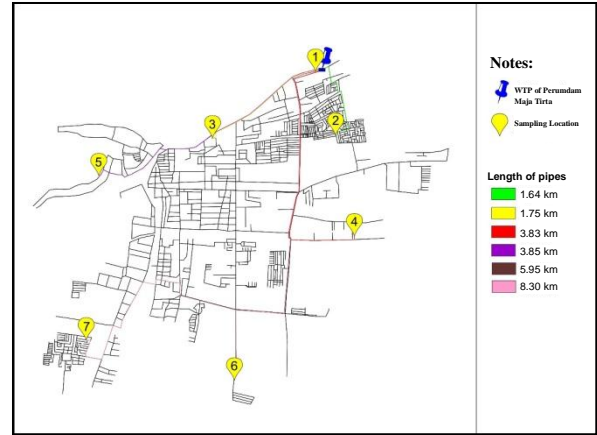 1
2
3
4
5
6
7
Notes:
WTP of Perumdam
Maja Tirta
Sampling Location
Length of pipes
1.64 km
1.75 km
3.83 km
3.85 km
5.95 km
8.30 km